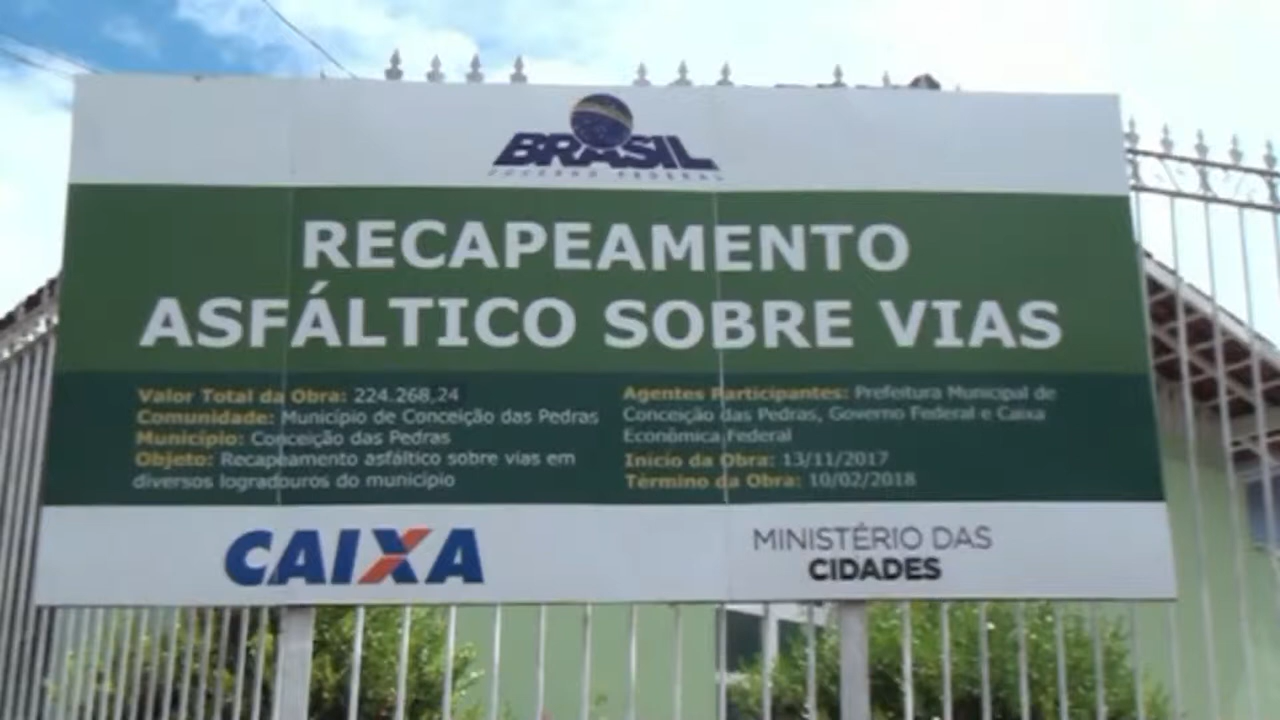 BRASIL
GOVERNO FEDERAL
RECAPEAMENTO
ASFÁLTICO SOBRE VIAS
Valor Total da Obra: 224.268,24
Comunidade: Município de Conceição das Pedras
Município: Conceição das Pedras
Objeto: Recapeamento asfáltico sobre vias em
diversos logradouros do município
Agentes Participantes: Prefeitura Municipal de
Conceição das Pedras, Governo Federal e Caixa
Econômica Federal
Início da Obra: 13/11/2017
Término da Obra: 10/02/2018
CAIXA
MINISTÉRIO DAS
CIDADES